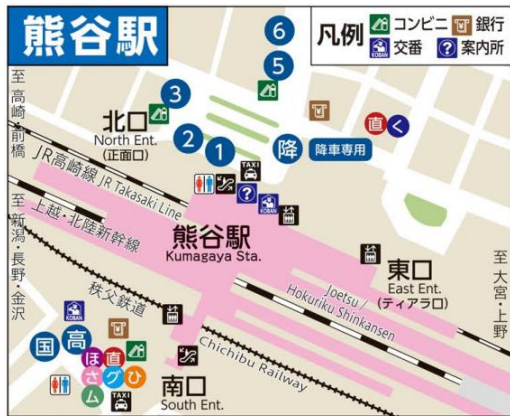 熊谷駅
凡例
コンビニ
銀行
KOBAN
交番
?
案内所
6
5
3
2
1
至高崎・前橋
北口
North Ent.
(正面口)
直
く
降
降車専用
TAXI
?
KOBAN
JR高崎線 JR Takasaki Line
至新潟・長野・金沢
上越・北陸新幹線
熊谷駅
Kumagaya Sta.
東口
East Ent.
(ティアラ口)
至大宮・上野
Joetsu /
Hokuriku Shinkansen
秩父鉄道
Chichibu Railway
KOBAN
国
高
ほ
直
さ
グ
ひ
ム
TAXI
南口
South Ent.